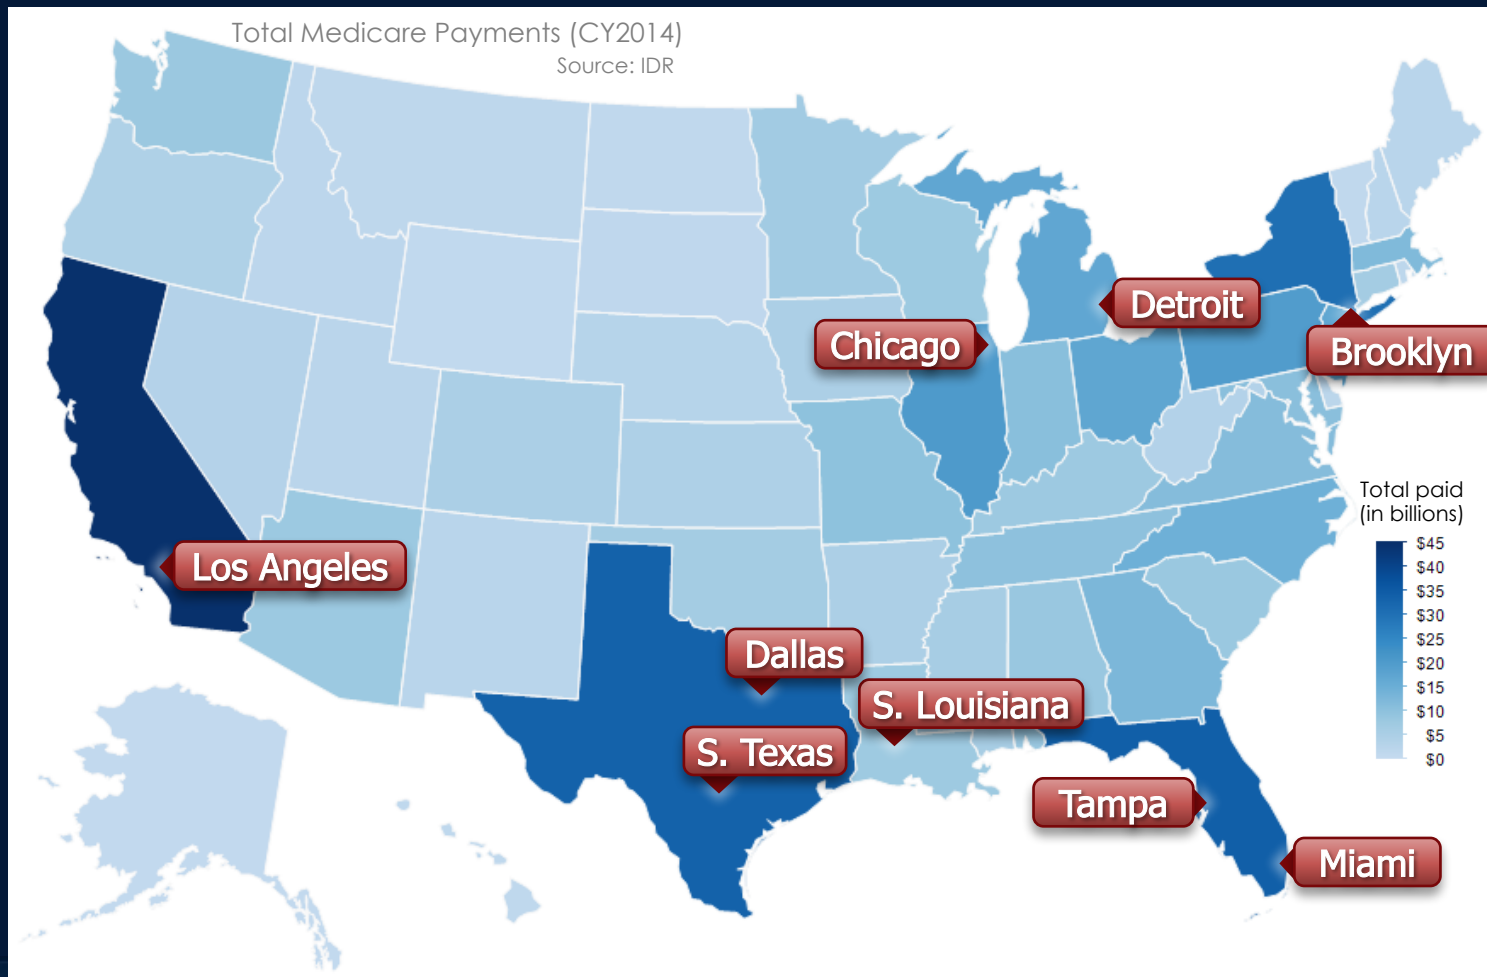 Total Medicare Payments (CY2014)
Source: IDR
Detroit
Chicago
Brooklyn
Total paid
(in billions)
$45
$40
$35
$30
$25
$20
$15
$10
$5
$0
Los Angeles
Dallas
S. Louisiana
S. Texas
Tampa
Miami